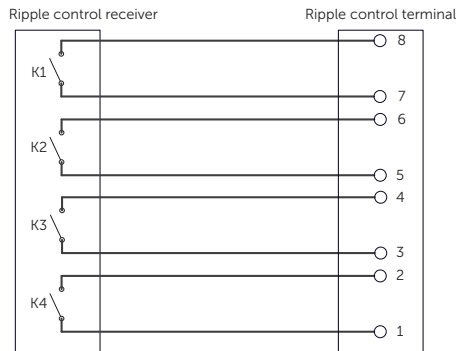 Ripple control receiver
Ripple control terminal
8
K1
7
6
K2
5
4
K3
3
2
K4
1